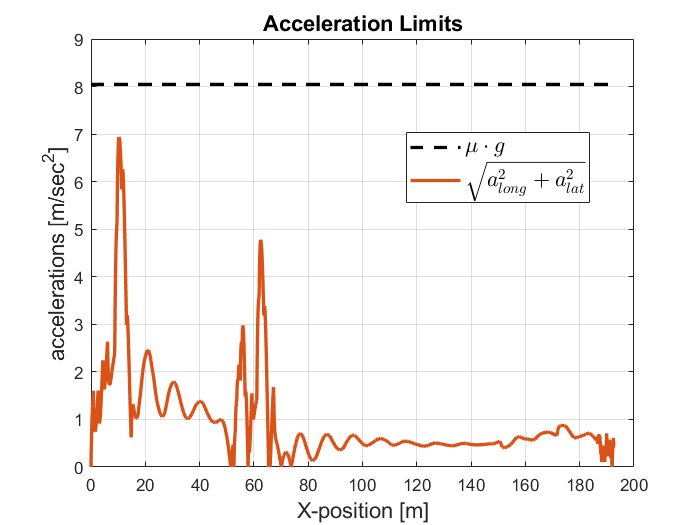 Acceleration Limits
9
8
7
6
5
4
3
2
1
0
accelerations [m/sec²]
μ · g
√(a²_long + a²_lat)
0 20 40 60 80 100 120 140 160 180 200
X-position [m]